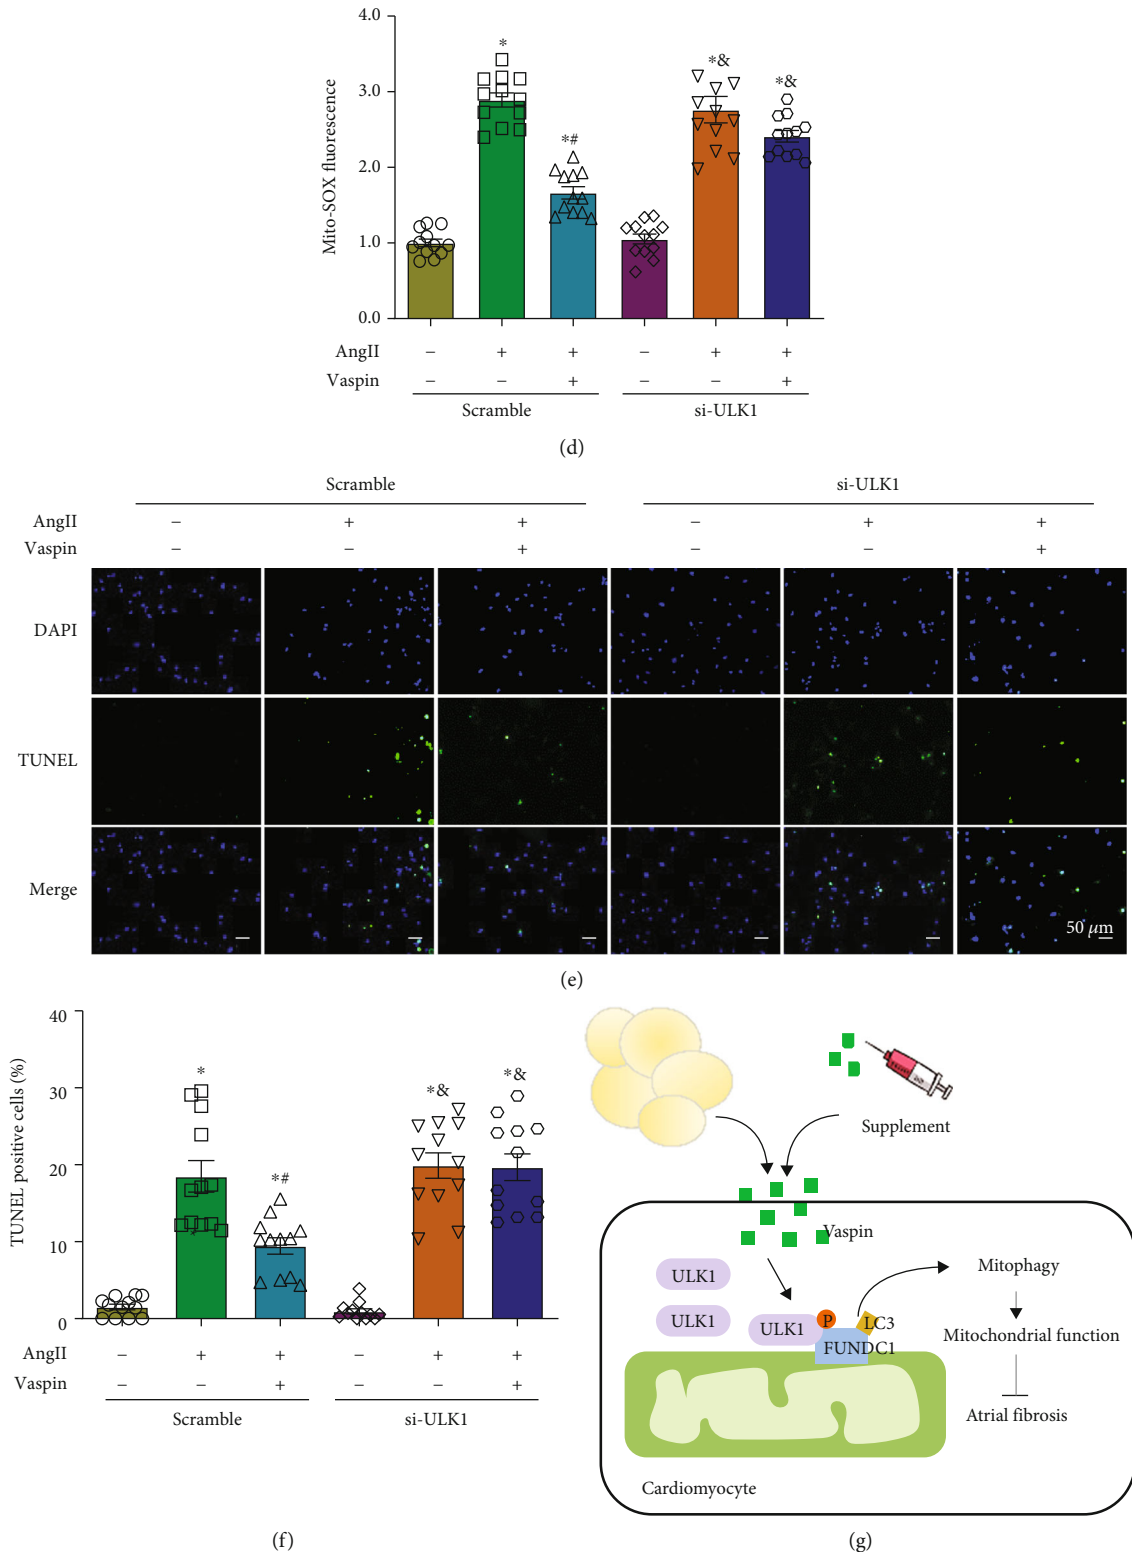 4.0
3.0
2.0
1.0
0.0
Mito-SOX fluorescence
*
*#
*&
*&
AngII − + + − + +
Vaspin − − + − − +
Scramble si-ULK1
(d)
Scramble si-ULK1
AngII − + + − + +
Vaspin − − + − − +
DAPI
TUNEL
Merge
50 μm
(e)
40
30
20
10
0
TUNEL positive cells (%)
*
*#
*&
*&
AngII − + + − + +
Vaspin − − + − − +
Scramble si-ULK1
(f)
Supplement
Vaspin
ULK1
ULK1
ULK1
P
LC3
FUNDC1
Mitophagy
Mitochondrial function
Atrial fibrosis
Cardiomyocyte
(g)